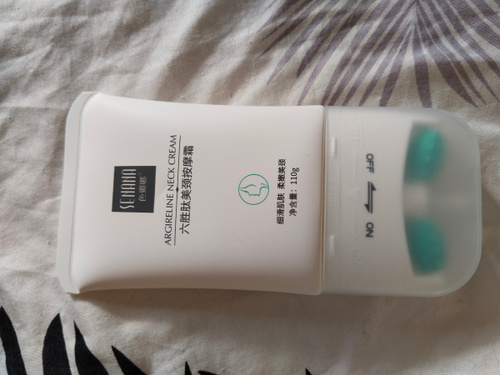 SENANA
色娜娜
ARGIRELINE NECK CREAM
六胜肽美颈按摩霜
细滑肌肤 柔嫩美颈
净含量：110g
OFF
ON